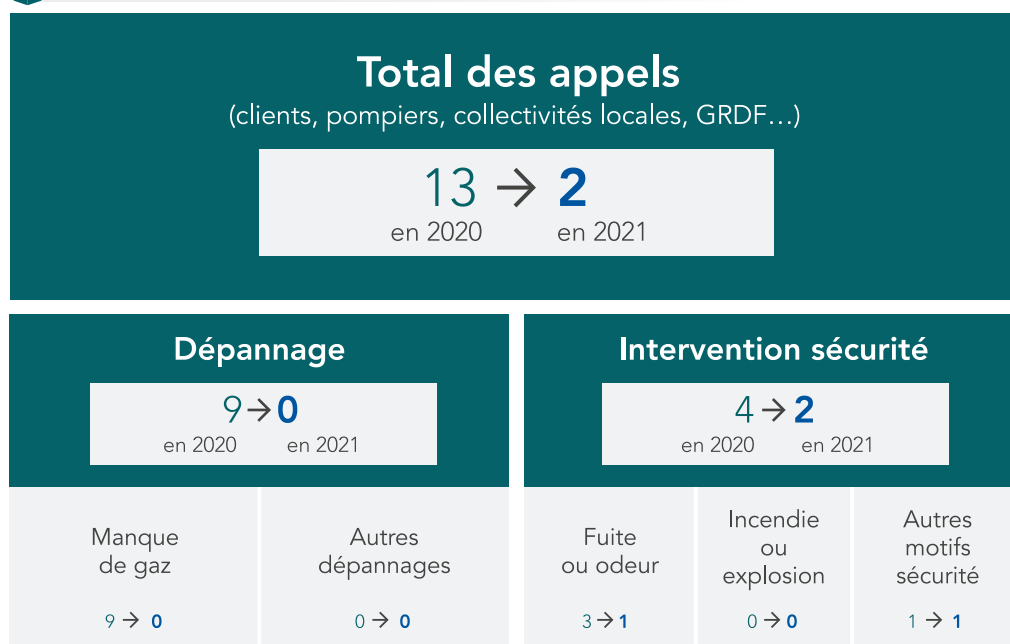 Total des appels
(clients, pompiers, collectivités locales, GRDF…)
13 → 2
en 2020 en 2021
Dépannage
9 → 0
en 2020 en 2021
Manque
de gaz
9 → 0
Autres
dépannages
0 → 0
Intervention sécurité
4 → 2
en 2020 en 2021
Fuite
ou odeur
3 → 1
Incendie
ou
explosion
0 → 0
Autres
motifs
sécurité
1 → 1